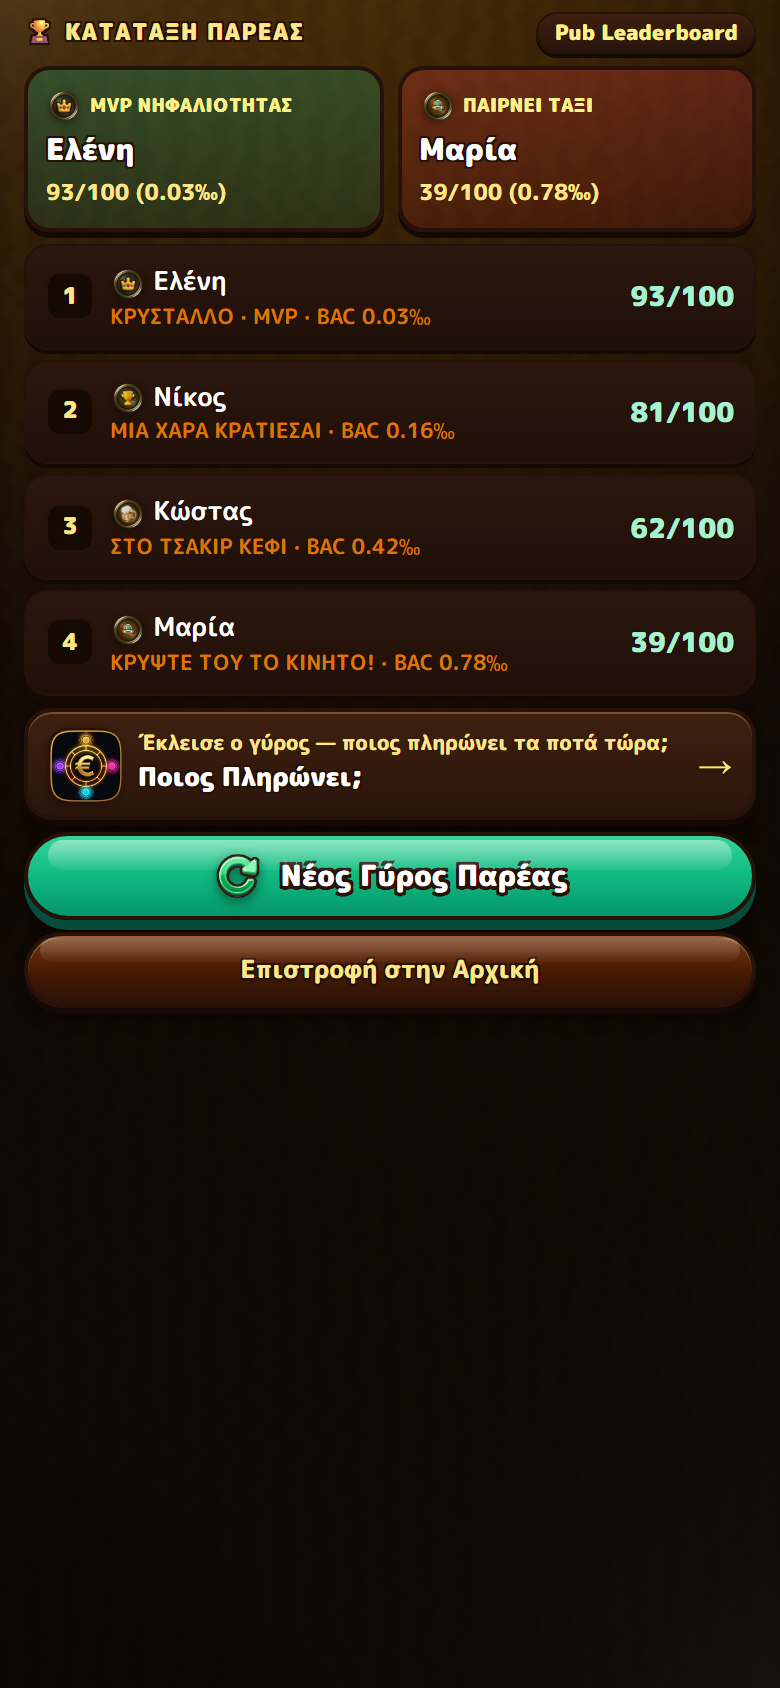 ΚΑΤΑΤΑΞΗ ΠΑΡΕΑΣ
Pub Leaderboard
MVP ΝΗΦΑΛΙΟΤΗΤΑΣ
Ελένη
93/100 (0.03‰)
ΠΑΙΡΝΕΙ ΤΑΞΙ
Μαρία
39/100 (0.78‰)
1
Ελένη
ΚΡΥΣΤΑΛΛΟ · MVP · BAC 0.03‰
93/100
2
Νίκος
ΜΙΑ ΧΑΡΑ ΚΡΑΤΙΕΣΑΙ · BAC 0.16‰
81/100
3
Κώστας
ΣΤΟ ΤΣΑΚΙΡ ΚΕΦΙ · BAC 0.42‰
62/100
4
Μαρία
ΚΡΥΨΤΕ ΤΟΥ ΤΟ ΚΙΝΗΤΟ! · BAC 0.78‰
39/100
€
Έκλεισε ο γύρος — ποιος πληρώνει τα ποτά τώρα;
Ποιος Πληρώνει; →
Νέος Γύρος Παρέας
Επιστροφή στην Αρχική